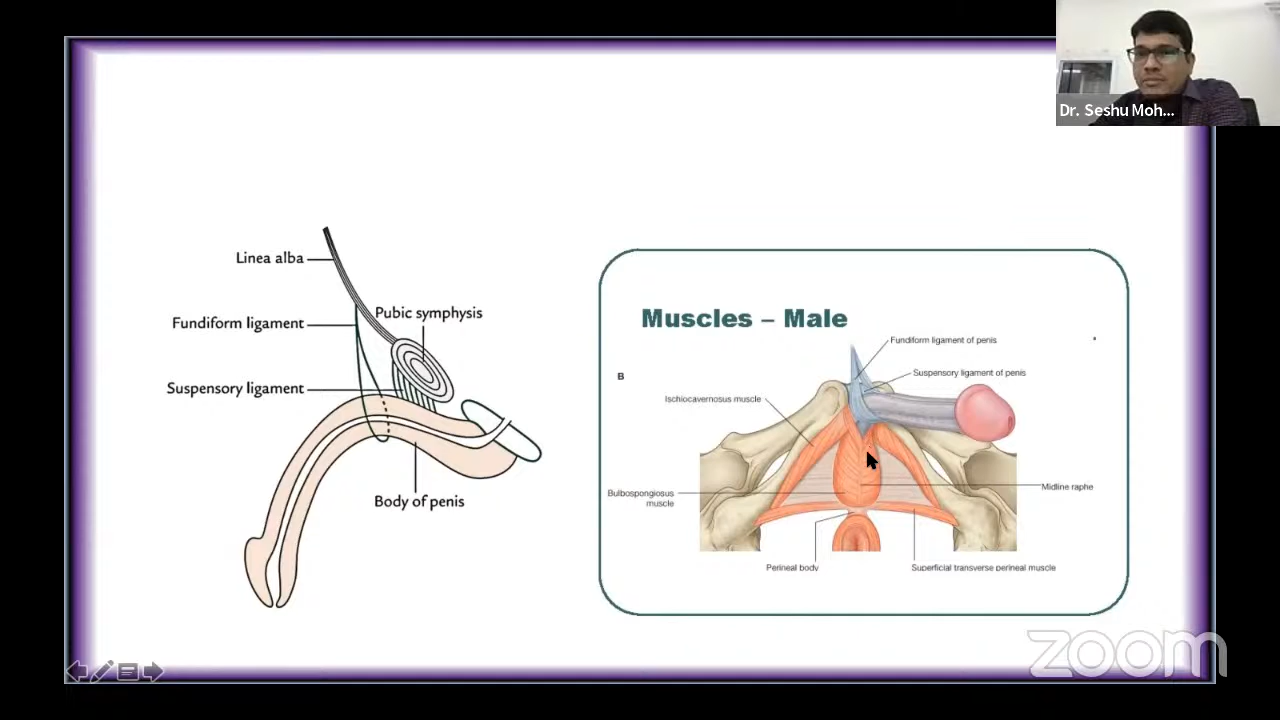 Dr. Seshu Moh...
Linea alba
Pubic symphysis
Fundiform ligament
Suspensory ligament
Body of penis
Muscles – Male
B
Fundiform ligament of penis
Suspensory ligament of penis
Ischiocavernosus muscle
Midline raphe
Bulbospongiosus
muscle
Perineal body
Superficial transverse perineal muscle
zoom